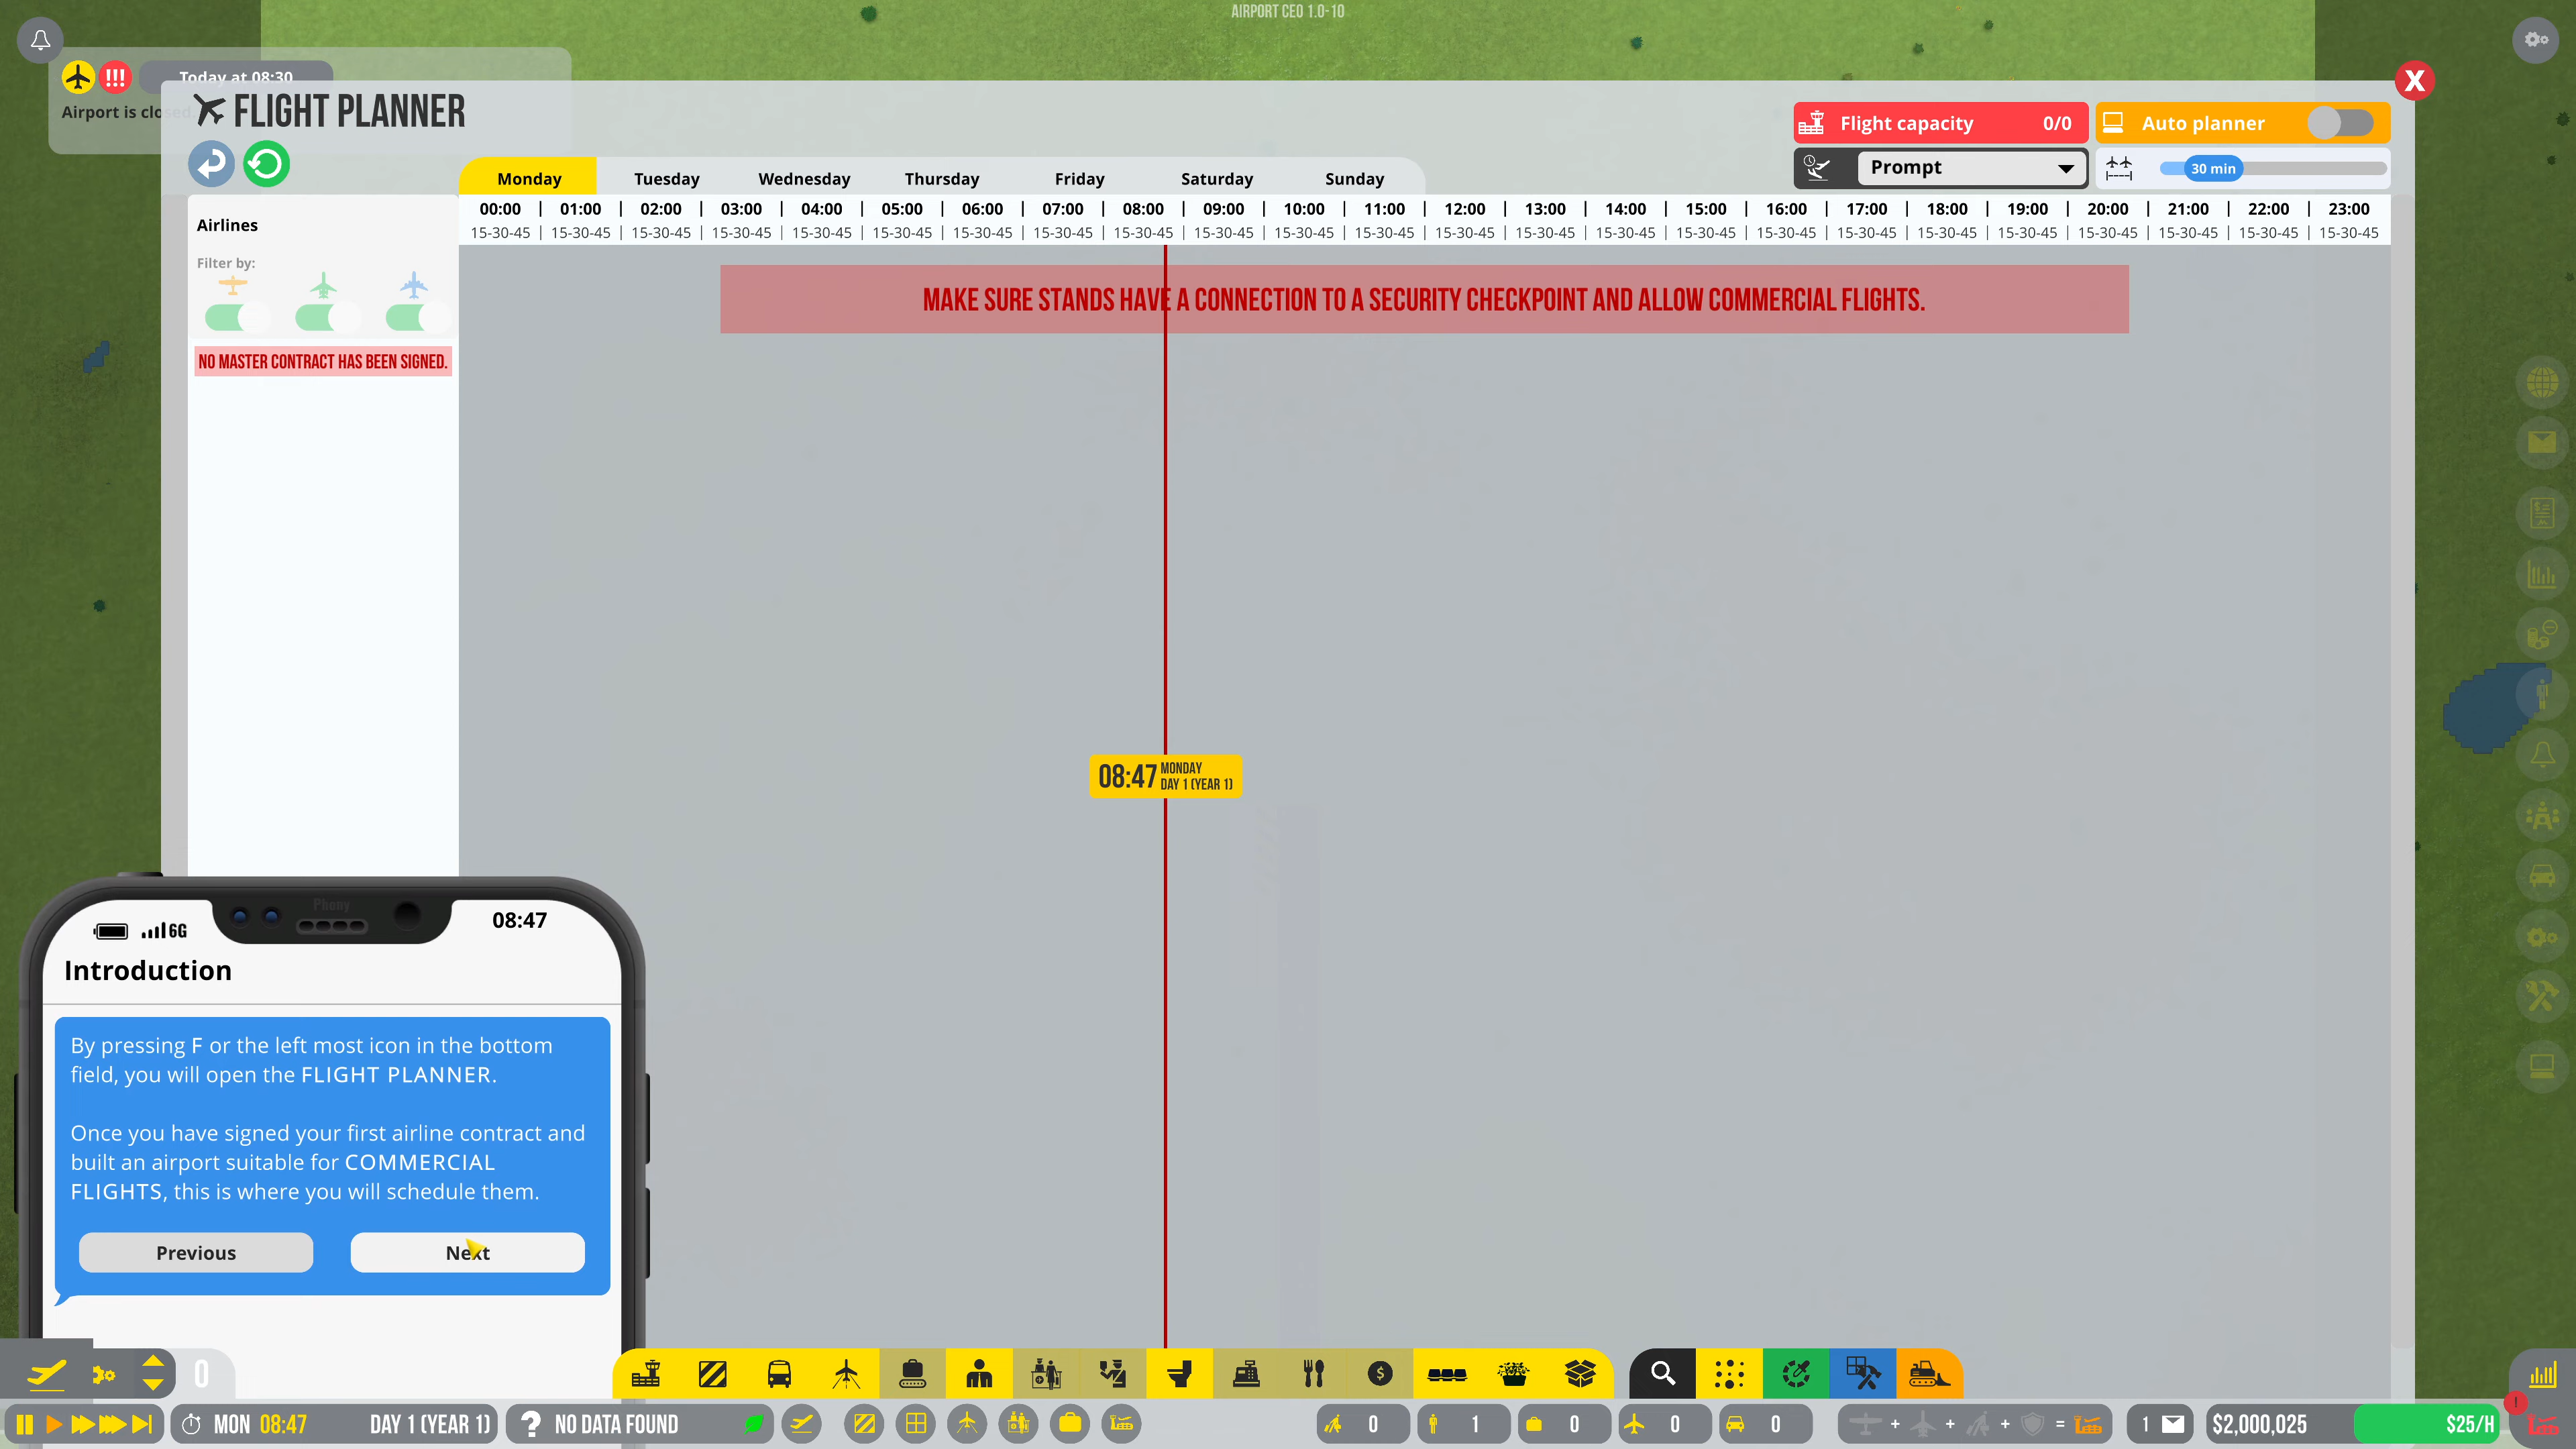 AIRPORT CEO 1.0-10
!!! Today at 08:30
Airport is closed.
FLIGHT PLANNER
X
Flight capacity 0/0
Auto planner
Prompt
30 min
Monday Tuesday Wednesday Thursday Friday Saturday Sunday
00:00 | 01:00 | 02:00 | 03:00 | 04:00 | 05:00 | 06:00 | 07:00 | 08:00 | 09:00 | 10:00 | 11:00 | 12:00 | 13:00 | 14:00 | 15:00 | 16:00 | 17:00 | 18:00 | 19:00 | 20:00 | 21:00 | 22:00 | 23:00
15-30-45 | 15-30-45 | 15-30-45 | 15-30-45 | 15-30-45 | 15-30-45 | 15-30-45 | 15-30-45 | 15-30-45 | 15-30-45 | 15-30-45 | 15-30-45 | 15-30-45 | 15-30-45 | 15-30-45 | 15-30-45 | 15-30-45 | 15-30-45 | 15-30-45 | 15-30-45 | 15-30-45 | 15-30-45 | 15-30-45 | 15-30-45
Airlines
Filter by:
NO MASTER CONTRACT HAS BEEN SIGNED.
MAKE SURE STANDS HAVE A CONNECTION TO A SECURITY CHECKPOINT AND ALLOW COMMERCIAL FLIGHTS.
08:47 MONDAY
DAY 1 (YEAR 1)
Phony
6G 08:47
Introduction
By pressing F or the left most icon in the bottom
field, you will open the FLIGHT PLANNER.
Once you have signed your first airline contract and
built an airport suitable for COMMERCIAL
FLIGHTS, this is where you will schedule them.
Previous Next
0
MON 08:47 DAY 1 (YEAR 1)
? NO DATA FOUND
0 1 0 0 0
+ + + =
1
$2,000,025
$25/H
!